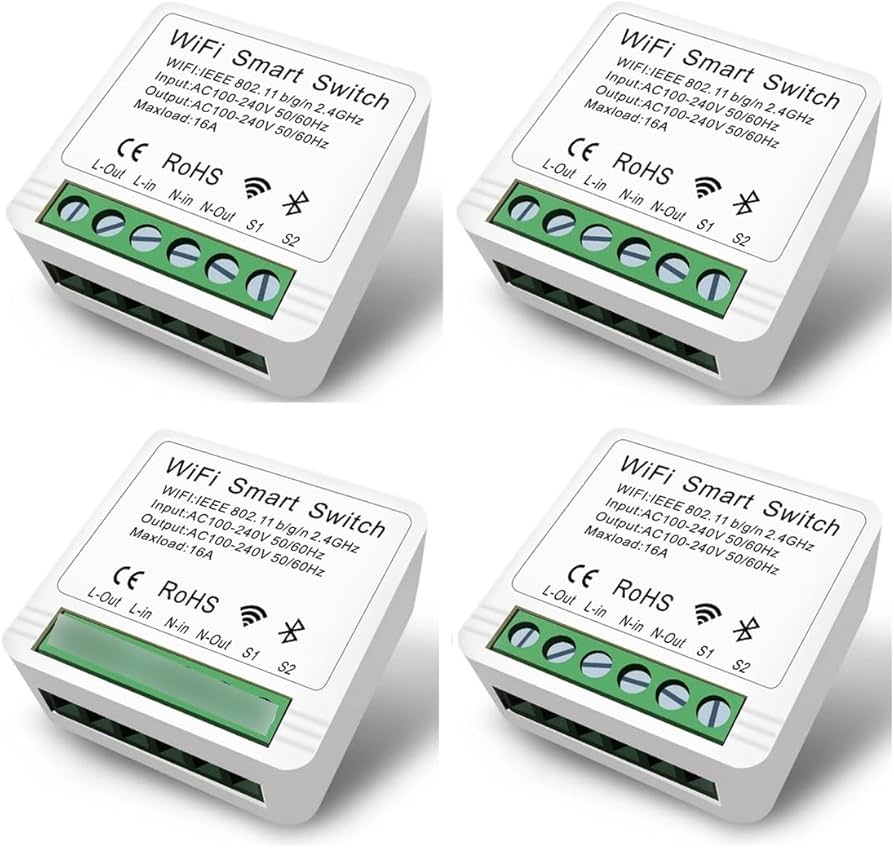 WiFi Smart Switch
WIFI:IEEE 802.11 b/g/n 2.4GHz
Input:AC100-240V 50/60Hz
Output:AC100-240V 50/60Hz
Maxload:16A
CE RoHS
L-Out L-in N-in N-Out S1 S2
WiFi Smart Switch
WIFI:IEEE 802.11 b/g/n 2.4GHz
Input:AC100-240V 50/60Hz
Output:AC100-240V 50/60Hz
Maxload:16A
CE RoHS
L-Out L-in N-in N-Out S1 S2
WiFi Smart Switch
WIFI:IEEE 802.11 b/g/n 2.4GHz
Input:AC100-240V 50/60Hz
Output:AC100-240V 50/60Hz
Maxload:16A
CE RoHS
L-Out L-in N-in N-Out S1 S2
WiFi Smart Switch
WIFI:IEEE 802.11 b/g/n 2.4GHz
Input:AC100-240V 50/60Hz
Output:AC100-240V 50/60Hz
Maxload:16A
CE RoHS
L-Out L-in N-in N-Out S1 S2